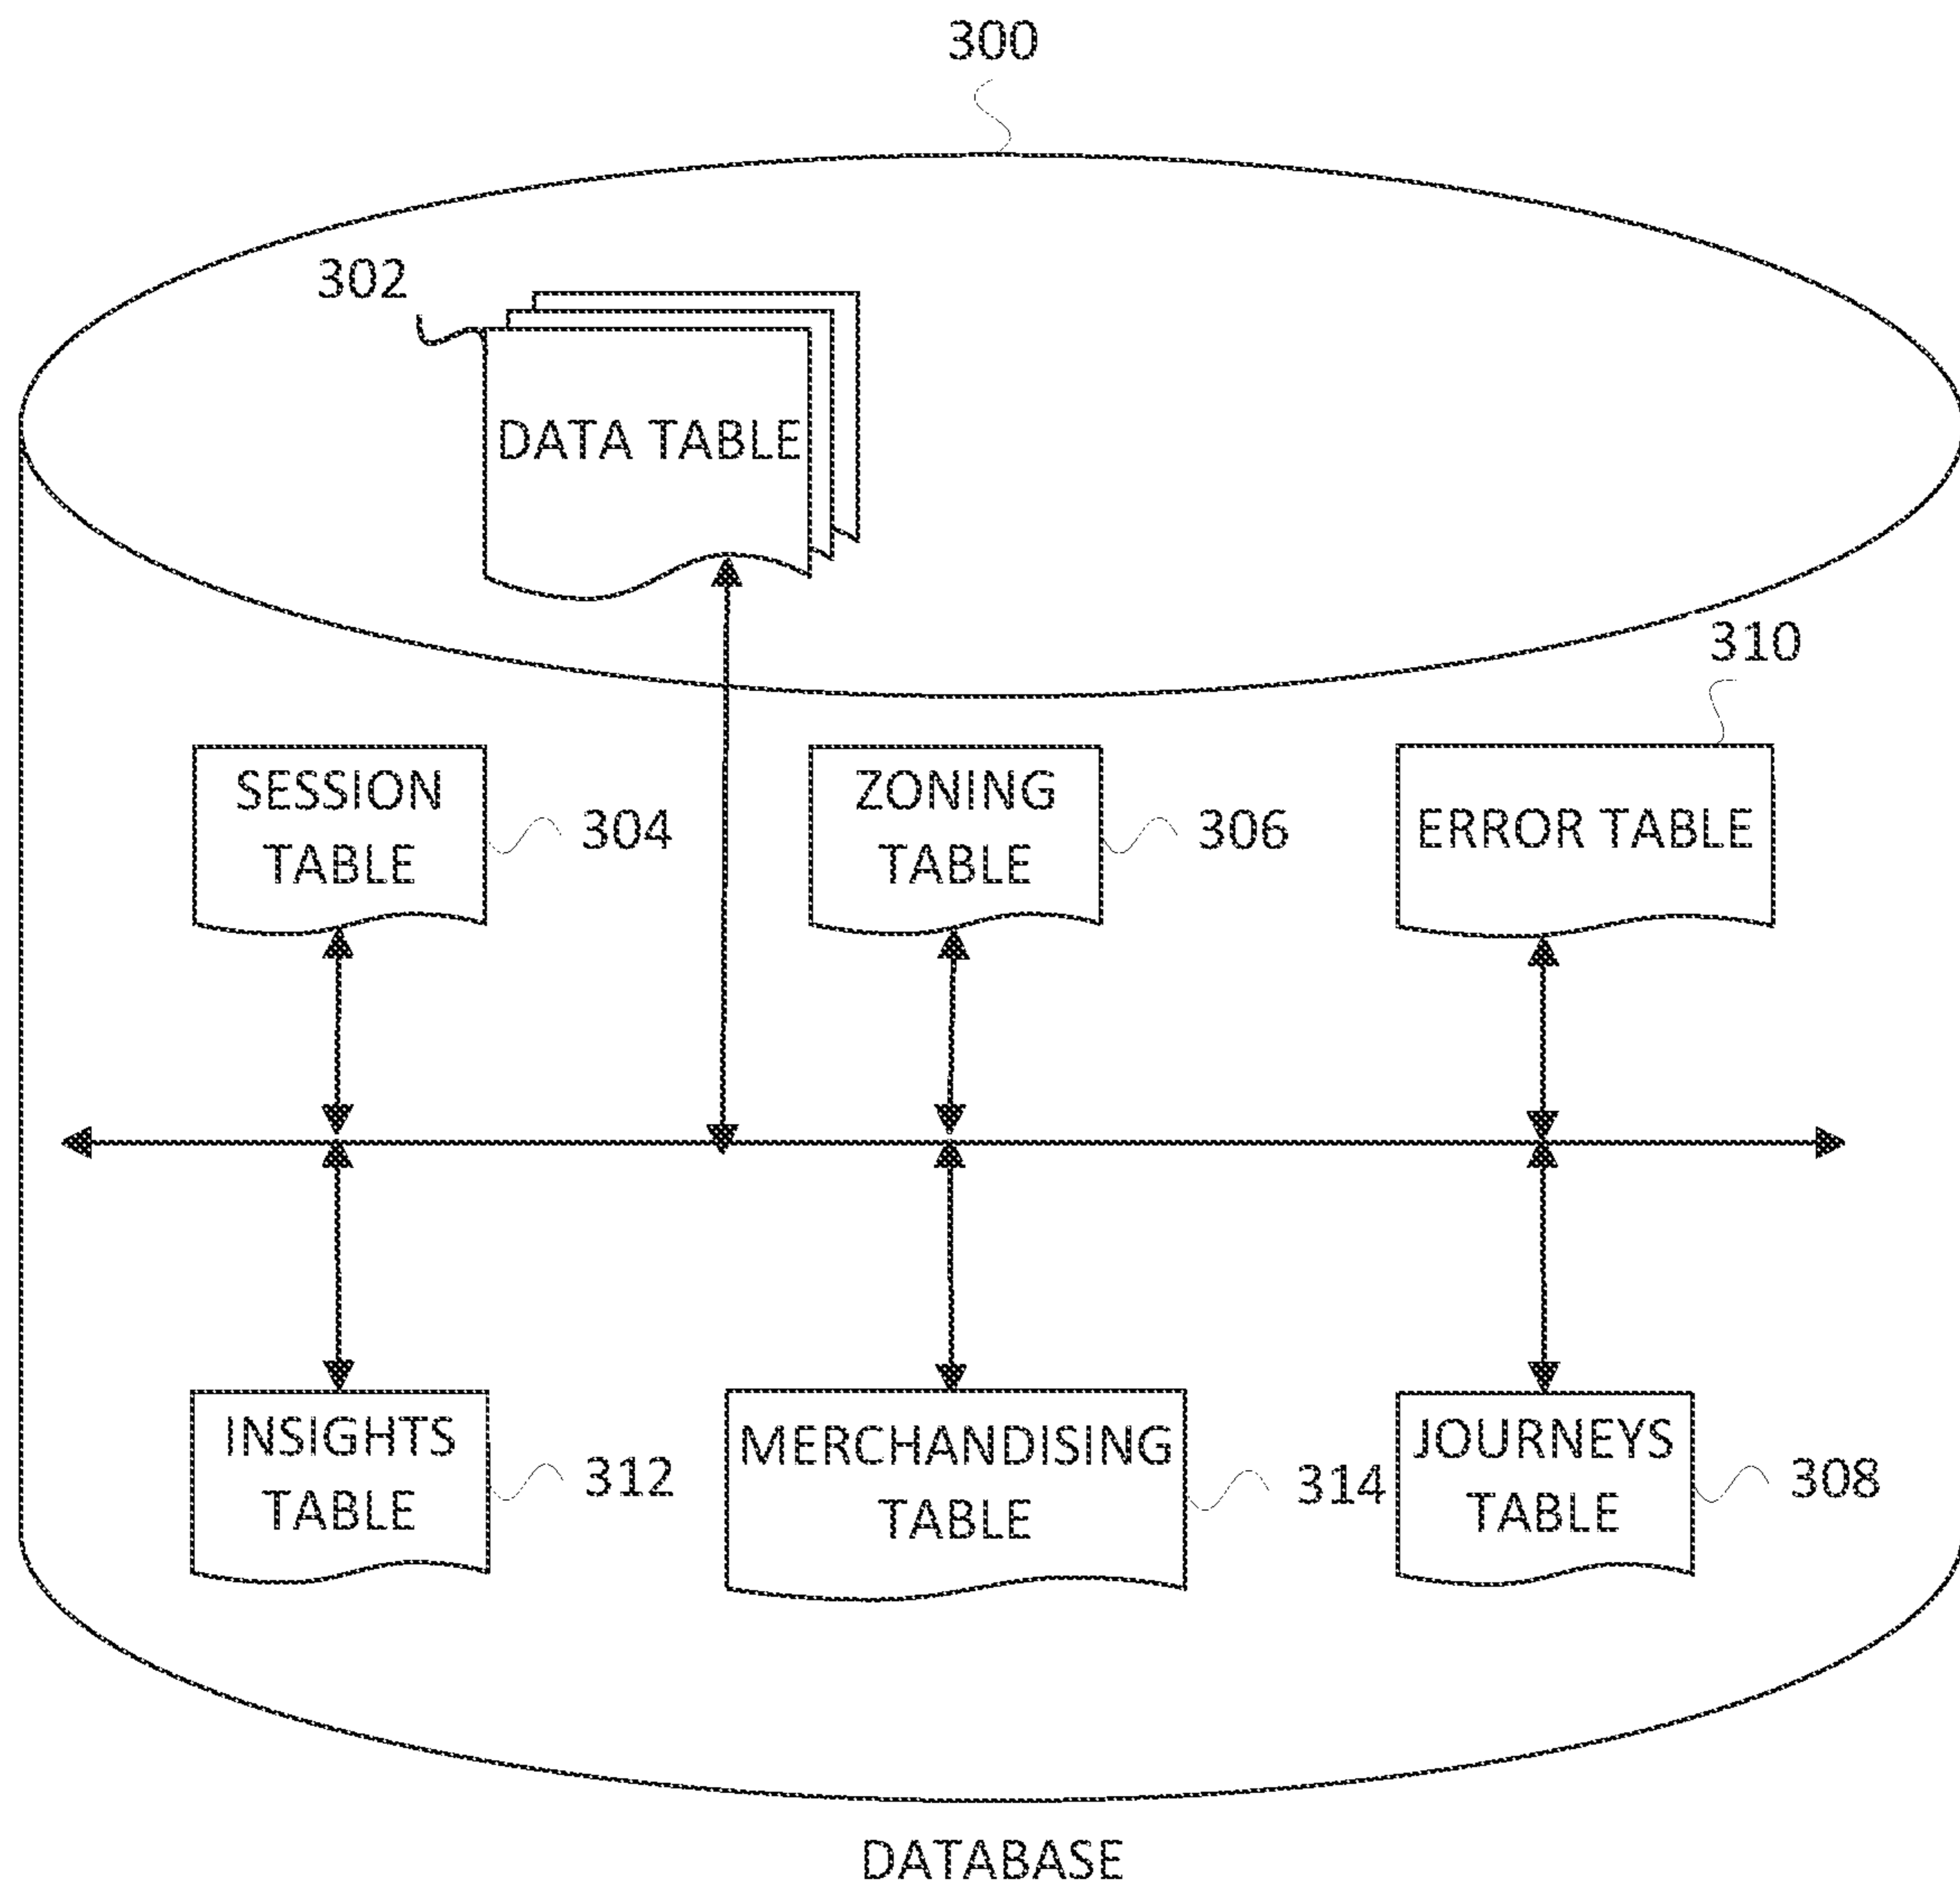 300
302
DATA TABLE
310
SESSION
TABLE
304
ZONING
TABLE
306
ERROR TABLE
INSIGHTS
TABLE
312
MERCHANDISING
TABLE
314
JOURNEYS
TABLE
308
DATABASE